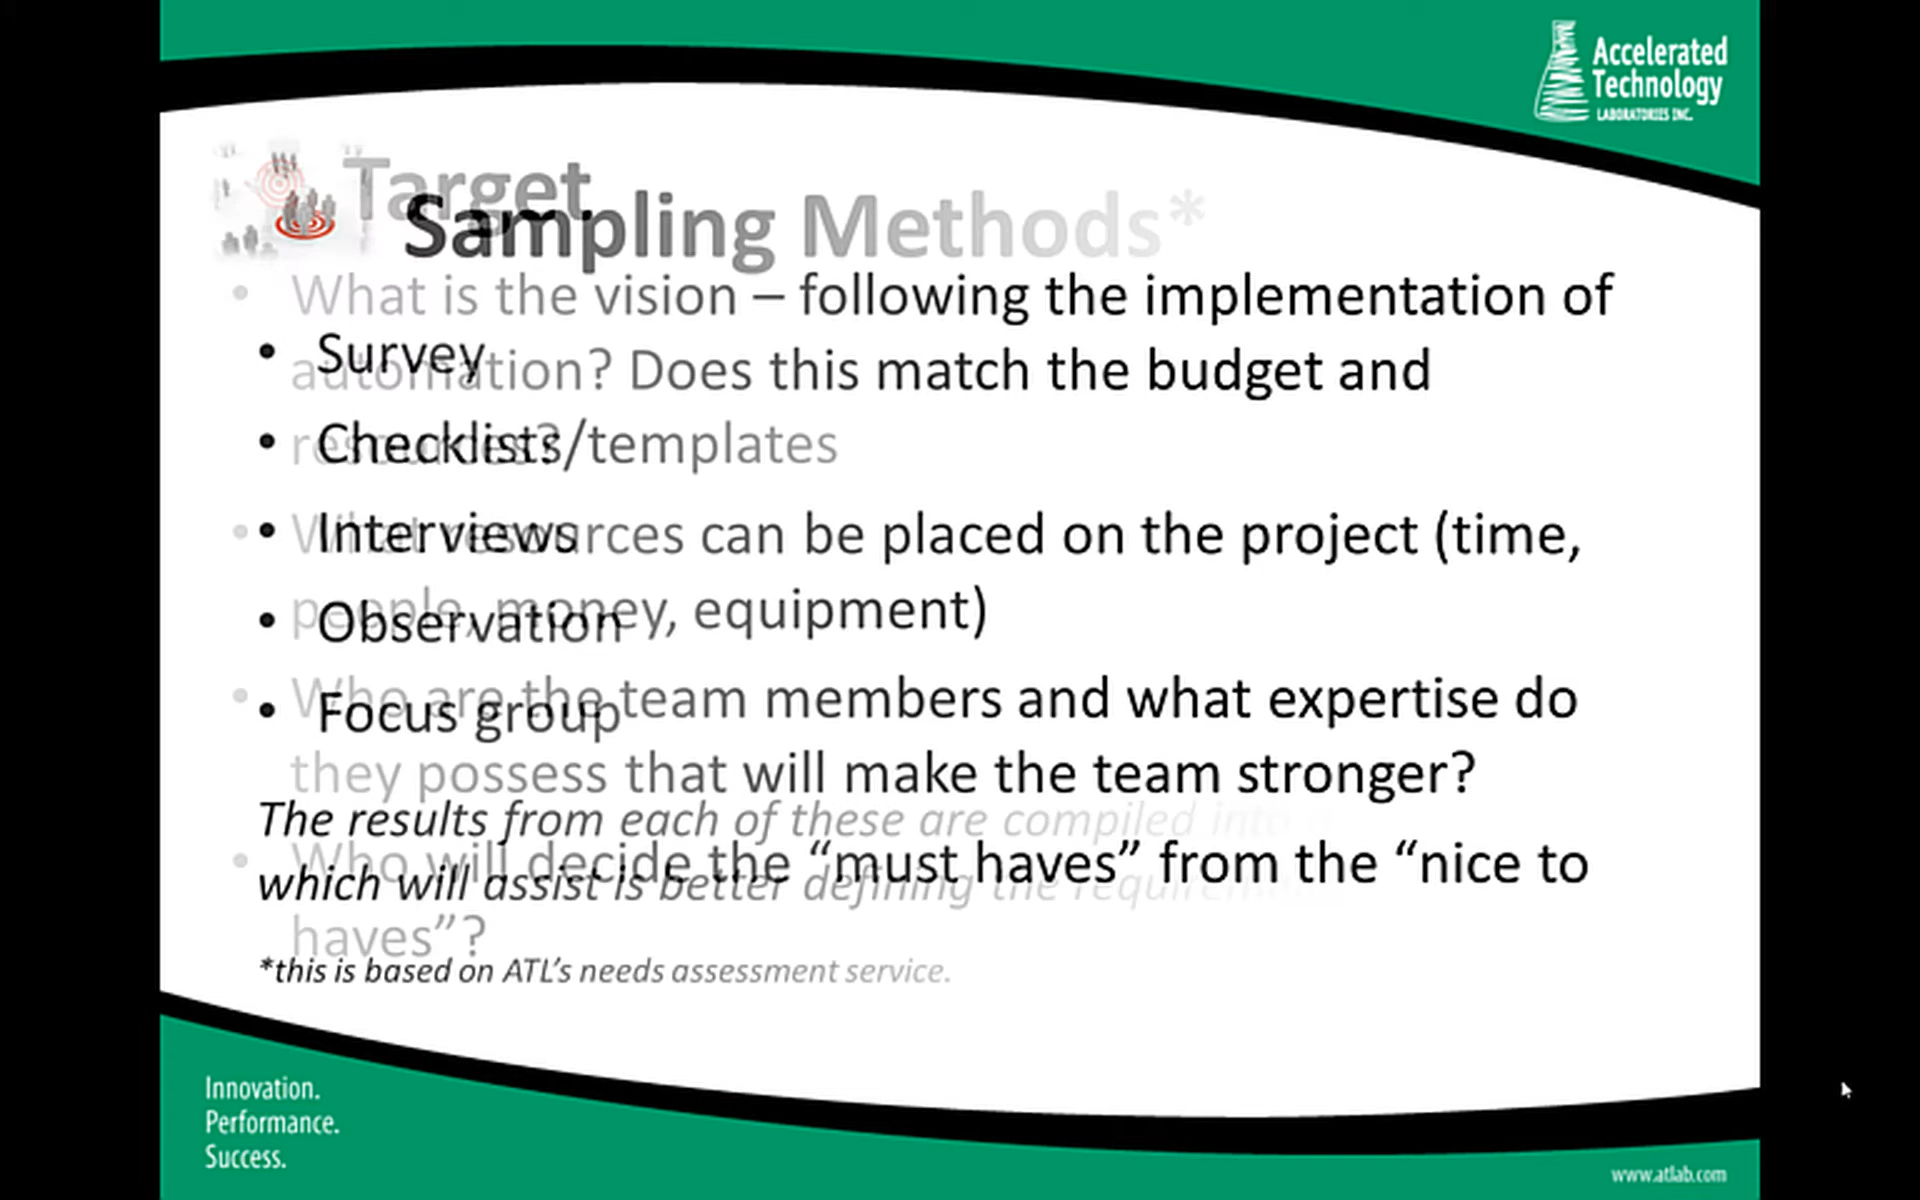 Accelerated
Technology
LABORATORIES INC.
Target
Sampling Methods*
• What is the vision – following the implementation of
automation? Does this match the budget and
resources?
• What resources can be placed on the project (time,
people, money, equipment)
• Who are the team members and what expertise do
they possess that will make the team stronger?
• Who will decide the “must haves” from the “nice to
haves”?
• Survey
• Checklists/templates
• Interviews
• Observation
• Focus group
The results from each of these are compiled into a
which will assist is better defining the
*this is based on ATL’s needs assessment service.
Innovation.
Performance.
Success.
www.atlab.com